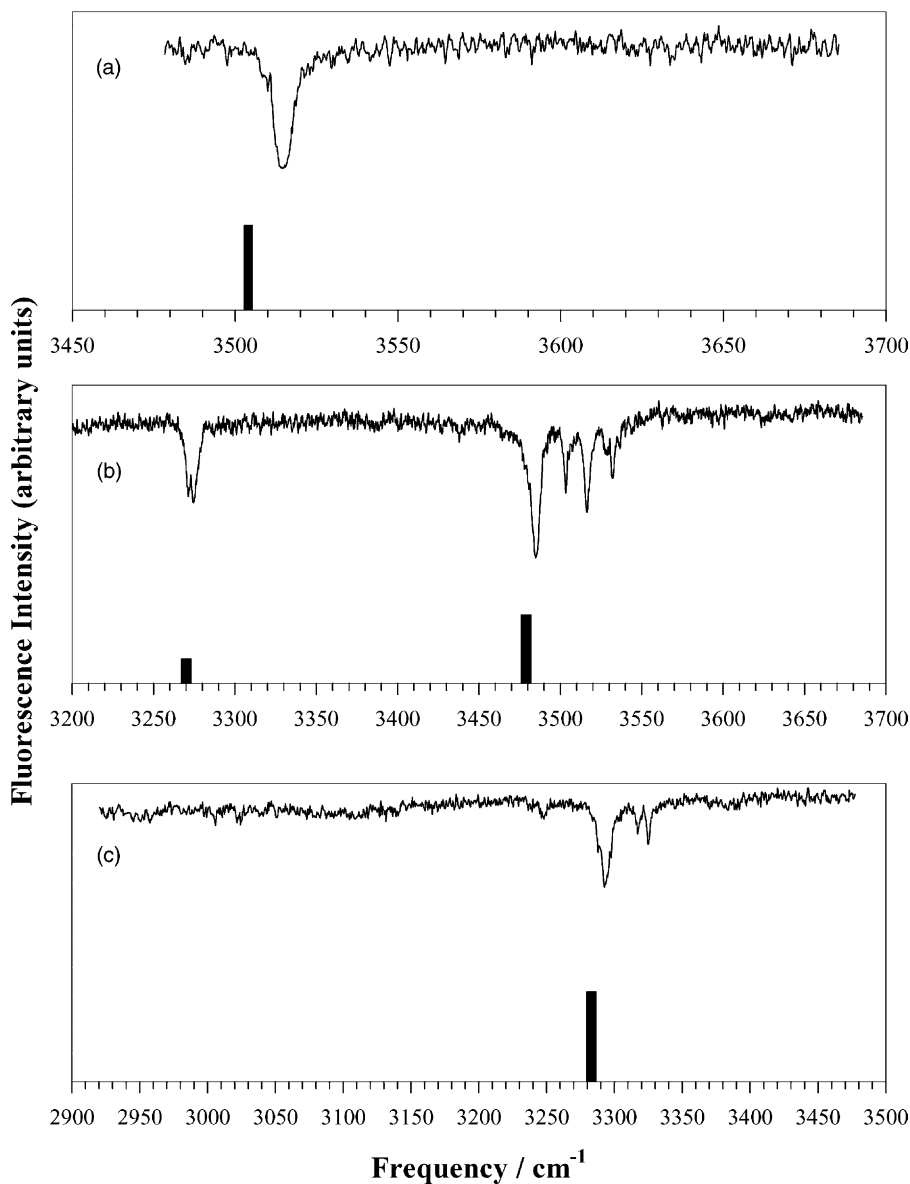 (a)
3450 3500 3550 3600 3650 3700
(b)
3200 3250 3300 3350 3400 3450 3500 3550 3600 3650 3700
(c)
2900 2950 3000 3050 3100 3150 3200 3250 3300 3350 3400 3450 3500
Fluorescence Intensity (arbitrary units)
Frequency / cm⁻¹